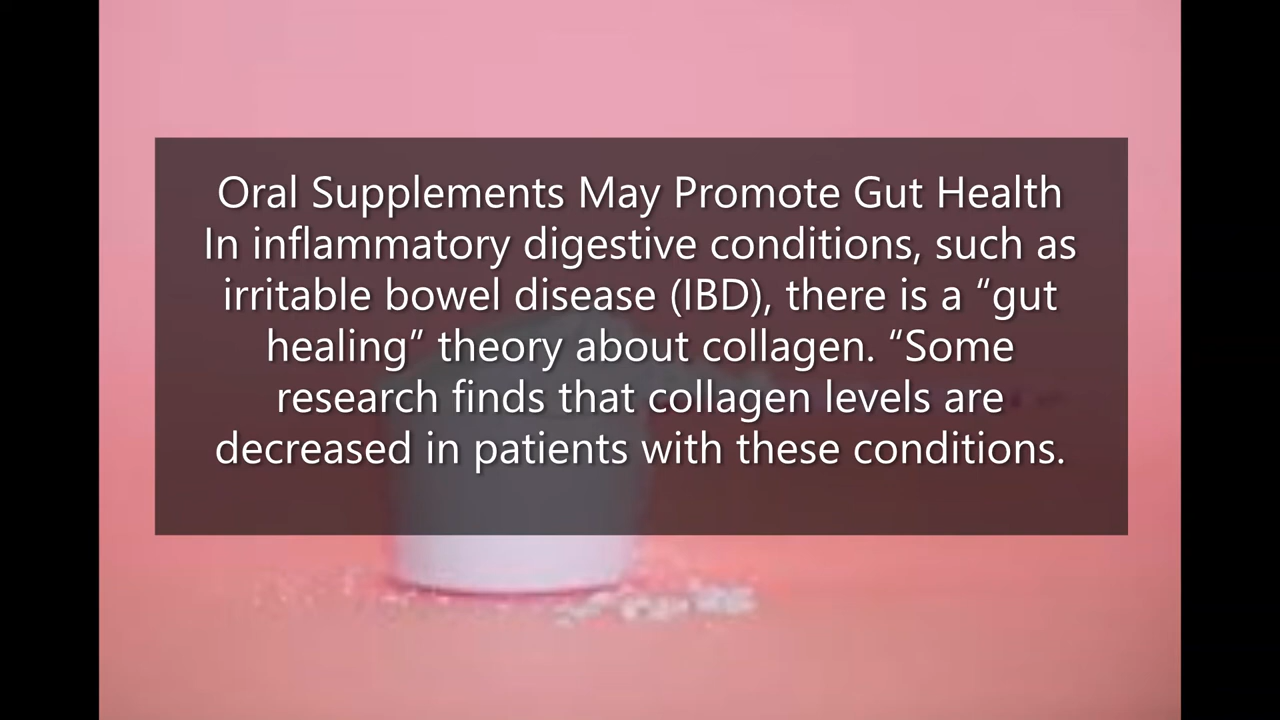 Oral Supplements May Promote Gut Health
In inflammatory digestive conditions, such as
irritable bowel disease (IBD), there is a “gut
healing” theory about collagen. “Some
research finds that collagen levels are
decreased in patients with these conditions.